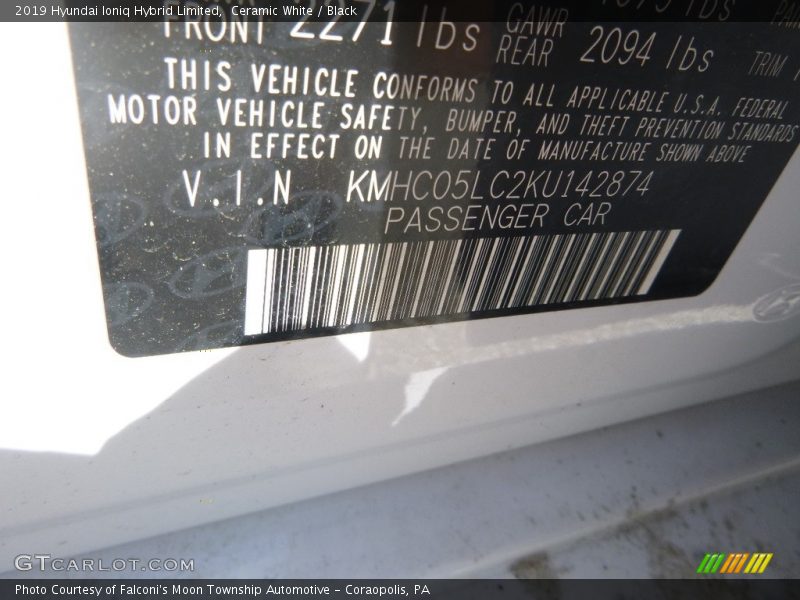 2019 Hyundai Ioniq Hybrid Limited, Ceramic White / Black
FRONT 2271 lbs GAWR REAR 2094 lbs TRIM
THIS VEHICLE CONFORMS TO ALL APPLICABLE U.S.A. FEDERAL
MOTOR VEHICLE SAFETY, BUMPER, AND THEFT PREVENTION STANDARDS
IN EFFECT ON THE DATE OF MANUFACTURE SHOWN ABOVE
V.I.N KMHC05LC2KU142874
PASSENGER CAR
GTCARLOT.COM
Photo Courtesy of Falconi's Moon Township Automotive - Coraopolis, PA